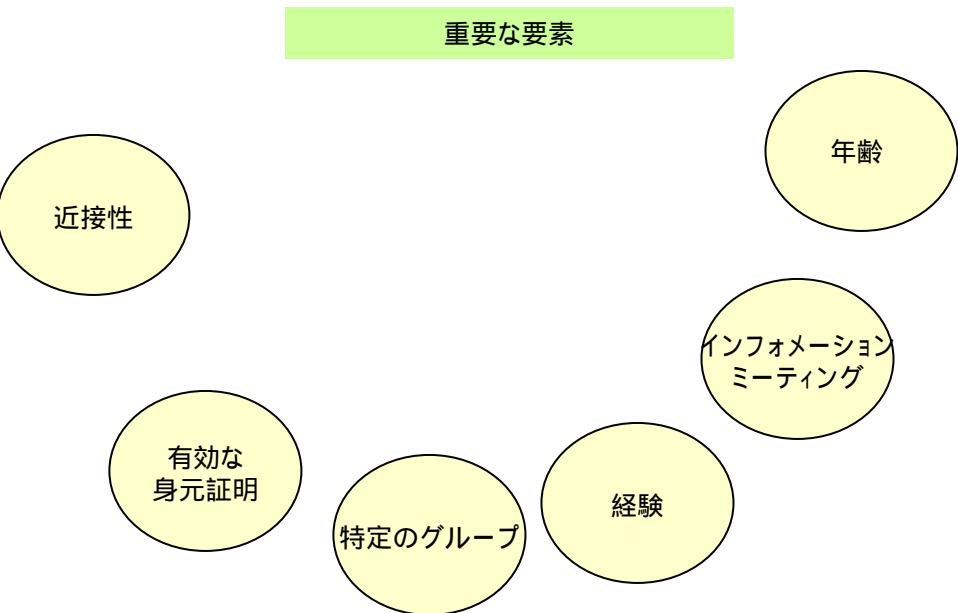 重要な要素
年齢
近接性
インフォメーション
ミーティング
有効な
身元証明
特定のグループ
経験